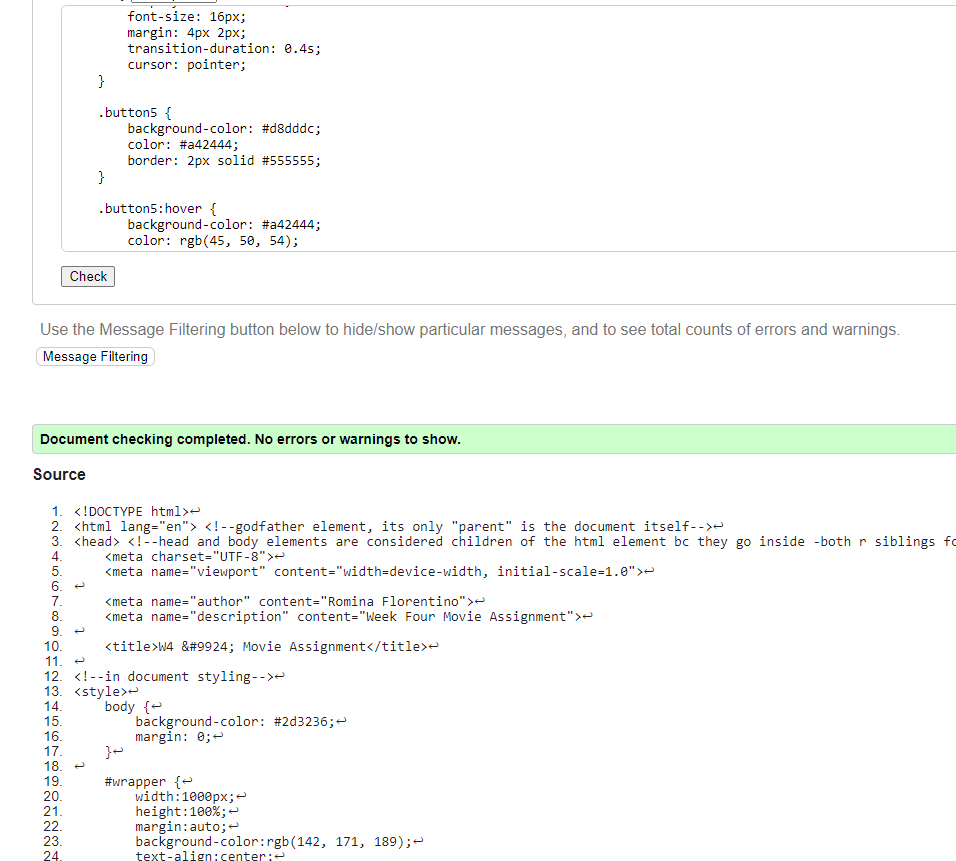 font-size: 16px;
margin: 4px 2px;
transition-duration: 0.4s;
cursor: pointer;
}
.button5 {
background-color: #d8dddc;
color: #a42444;
border: 2px solid #555555;
}
.button5:hover {
background-color: #a42444;
color: rgb(45, 50, 54);
Check
Use the Message Filtering button below to hide/show particular messages, and to see total counts of errors and warnings.
Message Filtering
Document checking completed. No errors or warnings to show.
Source
1. <!DOCTYPE html>↩
2. <html lang="en"> <!--godfather element, its only "parent" is the document itself-->↩
3. <head> <!--head and body elements are considered children of the html element bc they go inside -both r siblings fo
4. <meta charset="UTF-8">↩
5. <meta name="viewport" content="width=device-width, initial-scale=1.0">↩
6. ↩
7. <meta name="author" content="Romina Florentino">↩
8. <meta name="description" content="Week Four Movie Assignment">↩
9. ↩
10. <title>W4 &#9924; Movie Assignment</title>↩
11. ↩
12. <!--in document styling-->↩
13. <style>↩
14. body {↩
15. background-color: #2d3236;↩
16. margin: 0;↩
17. }↩
18. ↩
19. #wrapper {↩
20. width:1000px;↩
21. height:100%;↩
22. margin:auto;↩
23. background-color:rgb(142, 171, 189);↩
24. text-align:center;↩